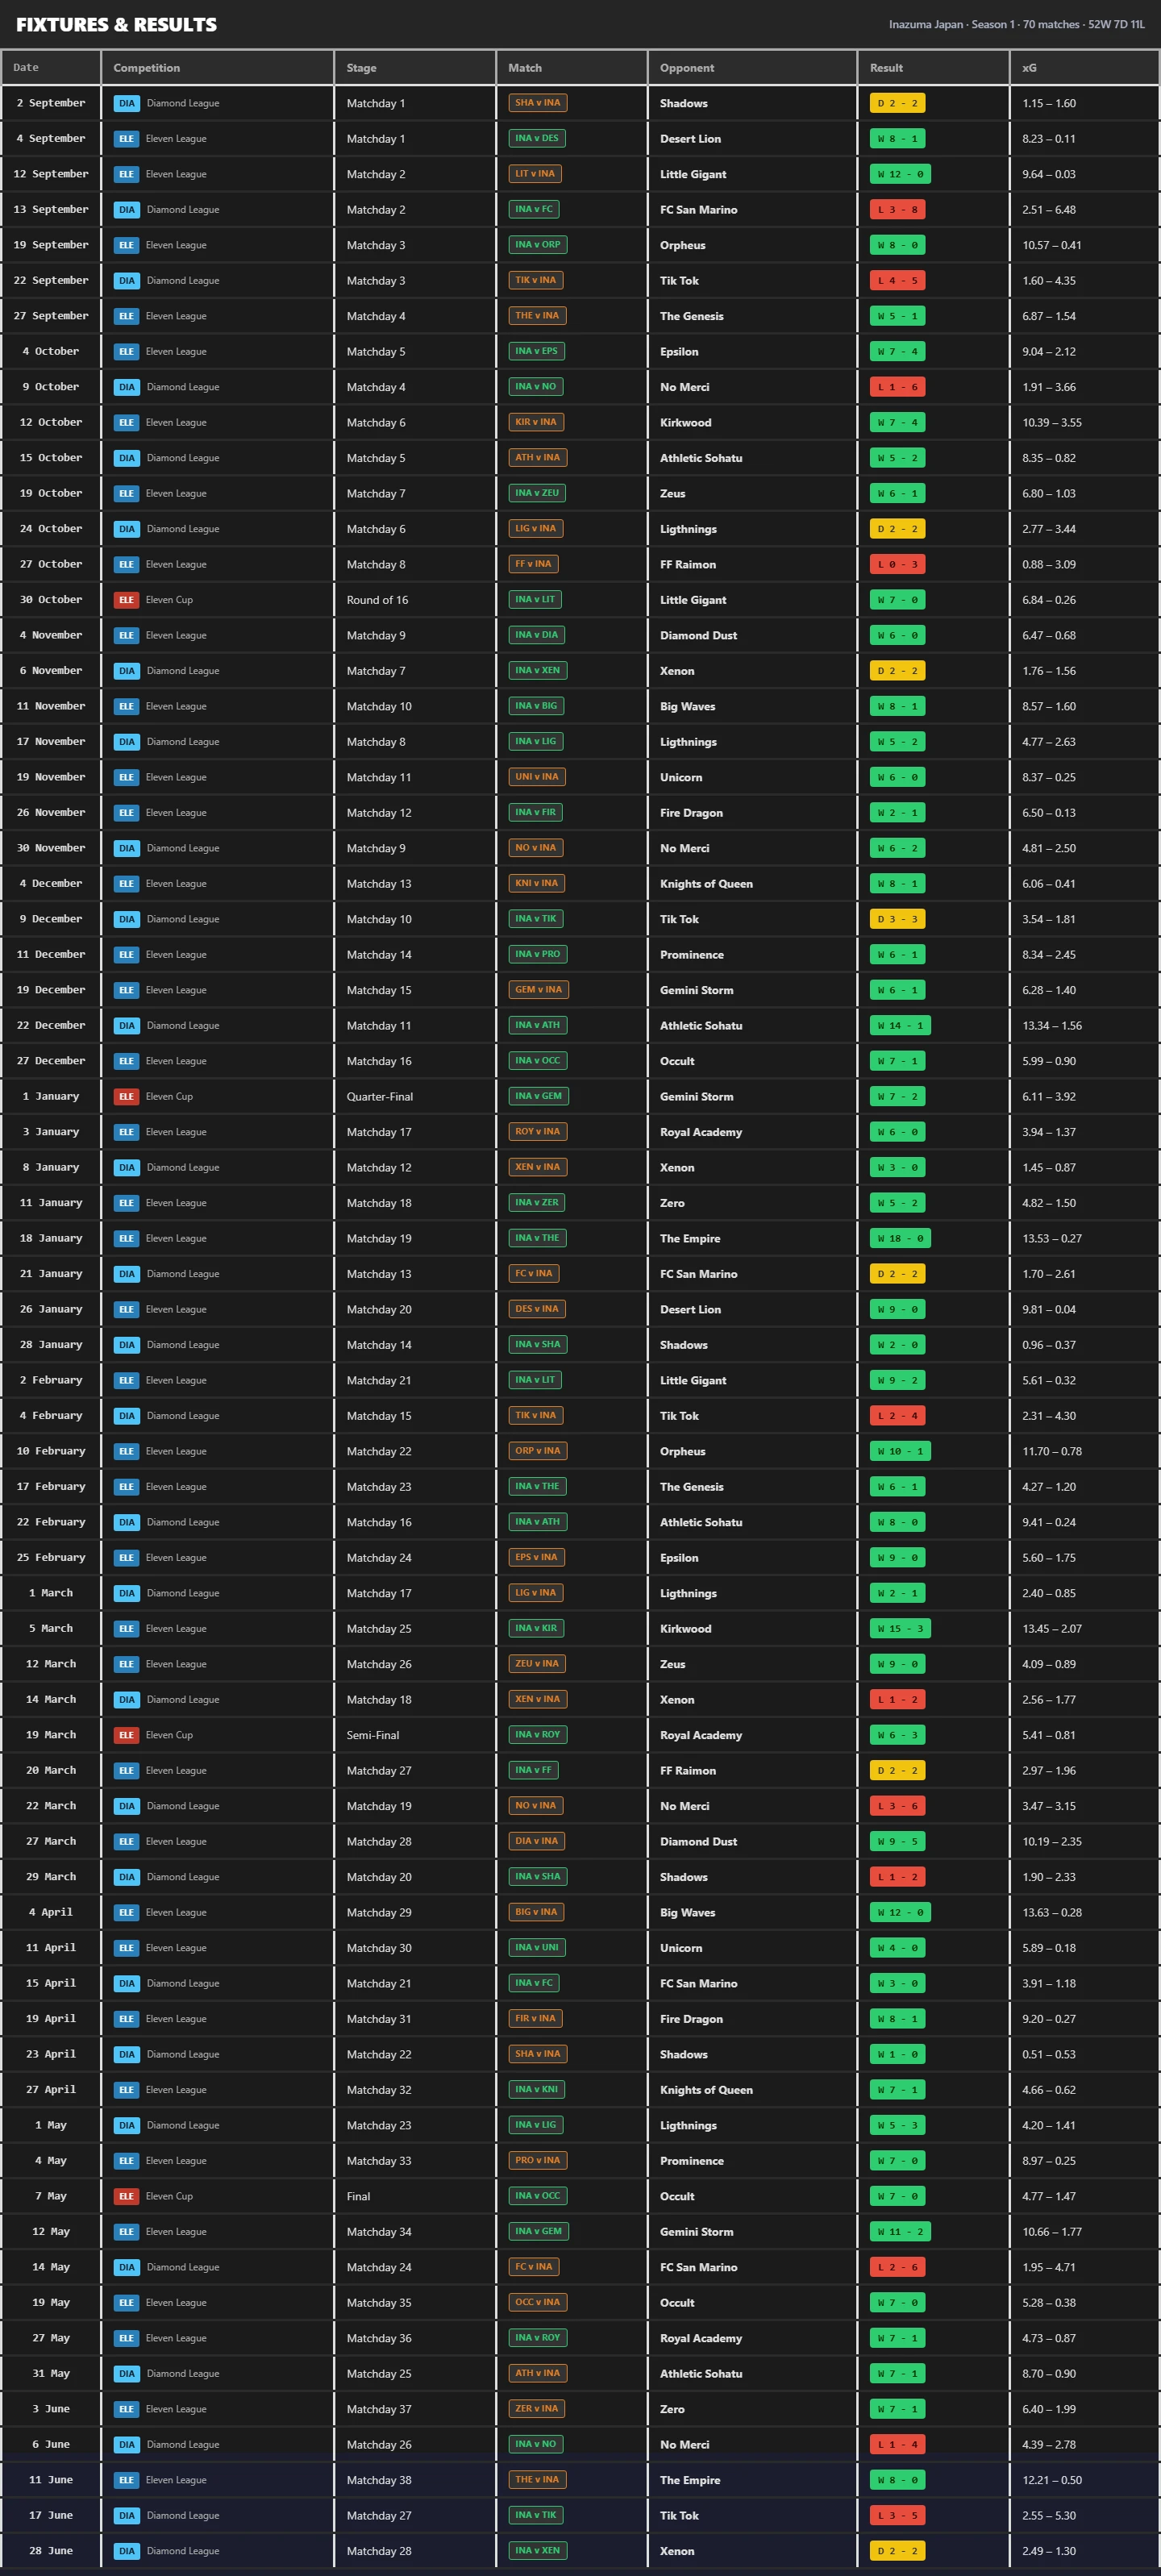 FIXTURES & RESULTS Inazuma Japan · Season 1 · 70 matches · 52W 7D 11L
Date Competition Stage Match Opponent Result xG
2 September DIA Diamond League Matchday 1 SHA v INA Shadows D 2 - 2 1.15 – 1.60
4 September ELE Eleven League Matchday 1 INA v DES Desert Lion W 8 - 1 8.23 – 0.11
12 September ELE Eleven League Matchday 2 LIT v INA Little Gigant W 12 - 0 9.64 – 0.03
13 September DIA Diamond League Matchday 2 INA v FC FC San Marino L 3 - 8 2.51 – 6.48
19 September ELE Eleven League Matchday 3 INA v ORP Orpheus W 8 - 0 10.57 – 0.41
22 September DIA Diamond League Matchday 3 TIK v INA Tik Tok L 4 - 5 1.60 – 4.35
27 September ELE Eleven League Matchday 4 THE v INA The Genesis W 5 - 1 6.87 – 1.54
4 October ELE Eleven League Matchday 5 INA v EPS Epsilon W 7 - 4 9.04 – 2.12
9 October DIA Diamond League Matchday 4 INA v NO No Merci L 1 - 6 1.91 – 3.66
12 October ELE Eleven League Matchday 6 KIR v INA Kirkwood W 7 - 4 10.39 – 3.55
15 October DIA Diamond League Matchday 5 ATH v INA Athletic Sohatu W 5 - 2 8.35 – 0.82
19 October ELE Eleven League Matchday 7 INA v ZEU Zeus W 6 - 1 6.80 – 1.03
24 October DIA Diamond League Matchday 6 LIG v INA Ligthnings D 2 - 2 2.77 – 3.44
27 October ELE Eleven League Matchday 8 FF v INA FF Raimon L 0 - 3 0.88 – 3.09
30 October ELE Eleven Cup Round of 16 INA v LIT Little Gigant W 7 - 0 6.84 – 0.26
4 November ELE Eleven League Matchday 9 INA v DIA Diamond Dust W 6 - 0 6.47 – 0.68
6 November DIA Diamond League Matchday 7 INA v XEN Xenon D 2 - 2 1.76 – 1.56
11 November ELE Eleven League Matchday 10 INA v BIG Big Waves W 8 - 1 8.57 – 1.60
17 November DIA Diamond League Matchday 8 INA v LIG Ligthnings W 5 - 2 4.77 – 2.63
19 November ELE Eleven League Matchday 11 UNI v INA Unicorn W 6 - 0 8.37 – 0.25
26 November ELE Eleven League Matchday 12 INA v FIR Fire Dragon W 2 - 1 6.50 – 0.13
30 November DIA Diamond League Matchday 9 NO v INA No Merci W 6 - 2 4.81 – 2.50
4 December ELE Eleven League Matchday 13 KNI v INA Knights of Queen W 8 - 1 6.06 – 0.41
9 December DIA Diamond League Matchday 10 INA v TIK Tik Tok D 3 - 3 3.54 – 1.81
11 December ELE Eleven League Matchday 14 INA v PRO Prominence W 6 - 1 8.34 – 2.45
19 December ELE Eleven League Matchday 15 GEM v INA Gemini Storm W 6 - 1 6.28 – 1.40
22 December DIA Diamond League Matchday 11 INA v ATH Athletic Sohatu W 14 - 1 13.34 – 1.56
27 December ELE Eleven League Matchday 16 INA v OCC Occult W 7 - 1 5.99 – 0.90
1 January ELE Eleven Cup Quarter-Final INA v GEM Gemini Storm W 7 - 2 6.11 – 3.92
3 January ELE Eleven League Matchday 17 ROY v INA Royal Academy W 6 - 0 3.94 – 1.37
8 January DIA Diamond League Matchday 12 XEN v INA Xenon W 3 - 0 1.45 – 0.87
11 January ELE Eleven League Matchday 18 INA v ZER Zero W 5 - 2 4.82 – 1.50
18 January ELE Eleven League Matchday 19 INA v THE The Empire W 18 - 0 13.53 – 0.27
21 January DIA Diamond League Matchday 13 FC v INA FC San Marino D 2 - 2 1.70 – 2.61
26 January ELE Eleven League Matchday 20 DES v INA Desert Lion W 9 - 0 9.81 – 0.04
28 January DIA Diamond League Matchday 14 INA v SHA Shadows W 2 - 0 0.96 – 0.37
2 February ELE Eleven League Matchday 21 INA v LIT Little Gigant W 9 - 2 5.61 – 0.32
4 February DIA Diamond League Matchday 15 TIK v INA Tik Tok L 2 - 4 2.31 – 4.30
10 February ELE Eleven League Matchday 22 ORP v INA Orpheus W 10 - 1 11.70 – 0.78
17 February ELE Eleven League Matchday 23 INA v THE The Genesis W 6 - 1 4.27 – 1.20
22 February DIA Diamond League Matchday 16 INA v ATH Athletic Sohatu W 8 - 0 9.41 – 0.24
25 February ELE Eleven League Matchday 24 EPS v INA Epsilon W 9 - 0 5.60 – 1.75
1 March DIA Diamond League Matchday 17 LIG v INA Ligthnings W 2 - 1 2.40 – 0.85
5 March ELE Eleven League Matchday 25 INA v KIR Kirkwood W 15 - 3 13.45 – 2.07
12 March ELE Eleven League Matchday 26 ZEU v INA Zeus W 9 - 0 4.09 – 0.89
14 March DIA Diamond League Matchday 18 XEN v INA Xenon L 1 - 2 2.56 – 1.77
19 March ELE Eleven Cup Semi-Final INA v ROY Royal Academy W 6 - 3 5.41 – 0.81
20 March ELE Eleven League Matchday 27 INA v FF FF Raimon D 2 - 2 2.97 – 1.96
22 March DIA Diamond League Matchday 19 NO v INA No Merci L 3 - 6 3.47 – 3.15
27 March ELE Eleven League Matchday 28 DIA v INA Diamond Dust W 9 - 5 10.19 – 2.35
29 March DIA Diamond League Matchday 20 INA v SHA Shadows L 1 - 2 1.90 – 2.33
4 April ELE Eleven League Matchday 29 BIG v INA Big Waves W 12 - 0 13.63 – 0.28
11 April ELE Eleven League Matchday 30 INA v UNI Unicorn W 4 - 0 5.89 – 0.18
15 April DIA Diamond League Matchday 21 INA v FC FC San Marino W 3 - 0 3.91 – 1.18
19 April ELE Eleven League Matchday 31 FIR v INA Fire Dragon W 8 - 1 9.20 – 0.27
23 April DIA Diamond League Matchday 22 SHA v INA Shadows W 1 - 0 0.51 – 0.53
27 April ELE Eleven League Matchday 32 INA v KNI Knights of Queen W 7 - 1 4.66 – 0.62
1 May DIA Diamond League Matchday 23 INA v LIG Ligthnings W 5 - 3 4.20 – 1.41
4 May ELE Eleven League Matchday 33 PRO v INA Prominence W 7 - 0 8.97 – 0.25
7 May ELE Eleven Cup Final INA v OCC Occult W 7 - 0 4.77 – 1.47
12 May ELE Eleven League Matchday 34 INA v GEM Gemini Storm W 11 - 2 10.66 – 1.77
14 May DIA Diamond League Matchday 24 FC v INA FC San Marino L 2 - 6 1.95 – 4.71
19 May ELE Eleven League Matchday 35 OCC v INA Occult W 7 - 0 5.28 – 0.38
27 May ELE Eleven League Matchday 36 INA v ROY Royal Academy W 7 - 1 4.73 – 0.87
31 May DIA Diamond League Matchday 25 ATH v INA Athletic Sohatu W 7 - 1 8.70 – 0.90
3 June ELE Eleven League Matchday 37 ZER v INA Zero W 7 - 1 6.40 – 1.99
6 June DIA Diamond League Matchday 26 INA v NO No Merci L 1 - 4 4.39 – 2.78
11 June ELE Eleven League Matchday 38 THE v INA The Empire W 8 - 0 12.21 – 0.50
17 June DIA Diamond League Matchday 27 INA v TIK Tik Tok L 3 - 5 2.55 – 5.30
28 June DIA Diamond League Matchday 28 INA v XEN Xenon D 2 - 2 2.49 – 1.30